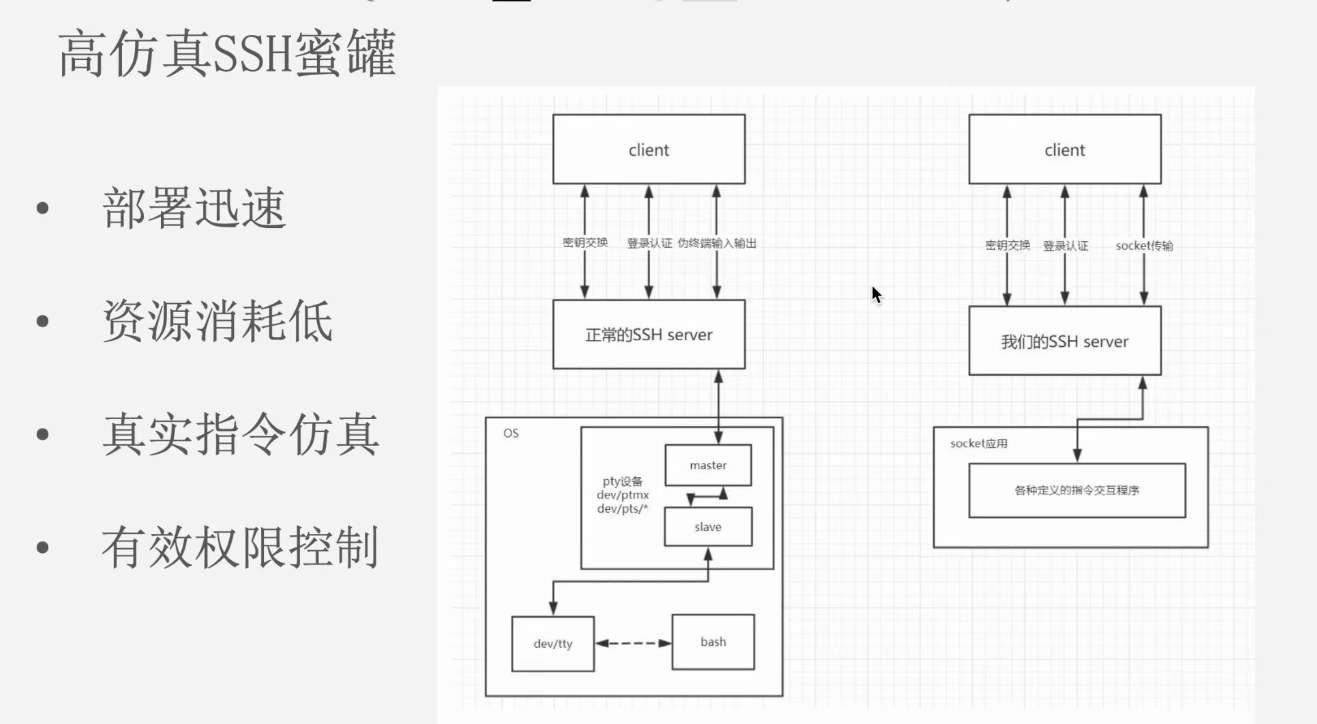 高仿真SSH蜜罐
• 部署迅速
• 资源消耗低
• 真实指令仿真
• 有效权限控制
client
密钥交换 登录认证 伪终端输入输出
正常的SSH server
OS
pty设备
dev/ptmx
dev/pts/*
master
slave
dev/tty
bash
client
密钥交换 登录认证 socket传输
我们的SSH server
socket应用
各种定义的指令交互程序